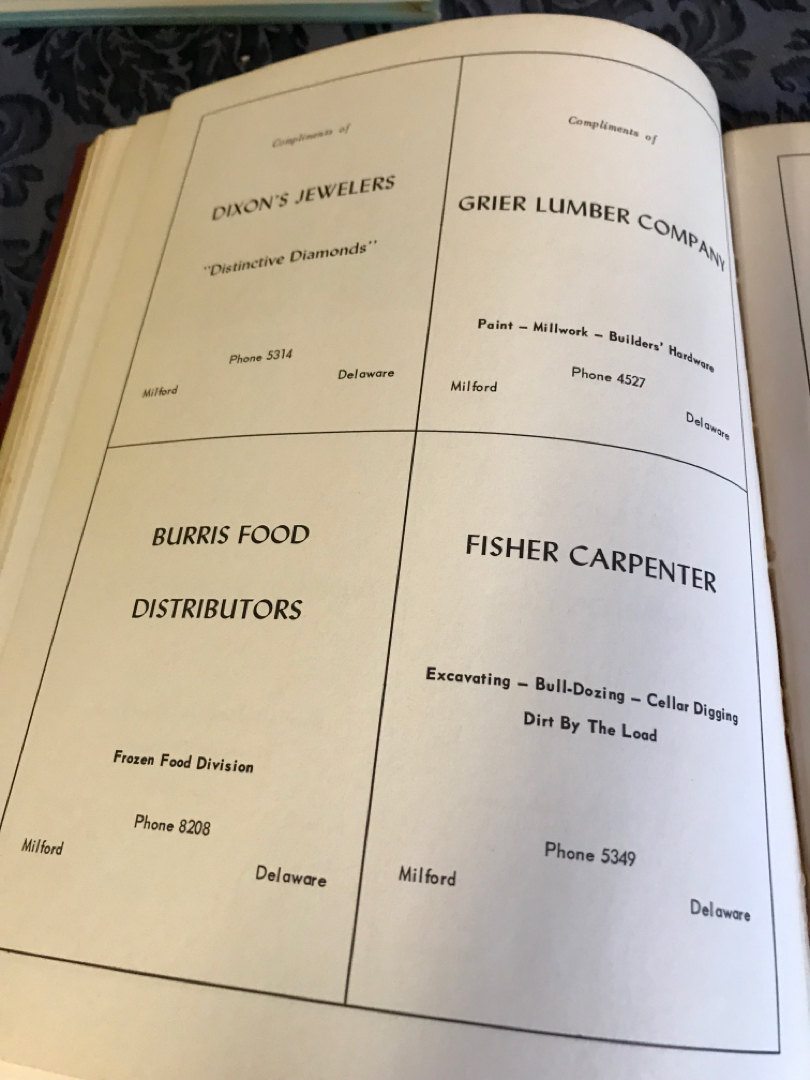 Compliments of
DIXON'S JEWELERS
"Distinctive Diamonds"
Phone 5314
Milford
Delaware
Compliments of
GRIER LUMBER COMPANY
Paint – Millwork – Builders' Hardware
Phone 4527
Milford
Delaware
BURRIS FOOD
DISTRIBUTORS
Frozen Food Division
Phone 8208
Milford
Delaware
FISHER CARPENTER
Excavating – Bull-Dozing – Cellar Digging
Dirt By The Load
Phone 5349
Milford
Delaware